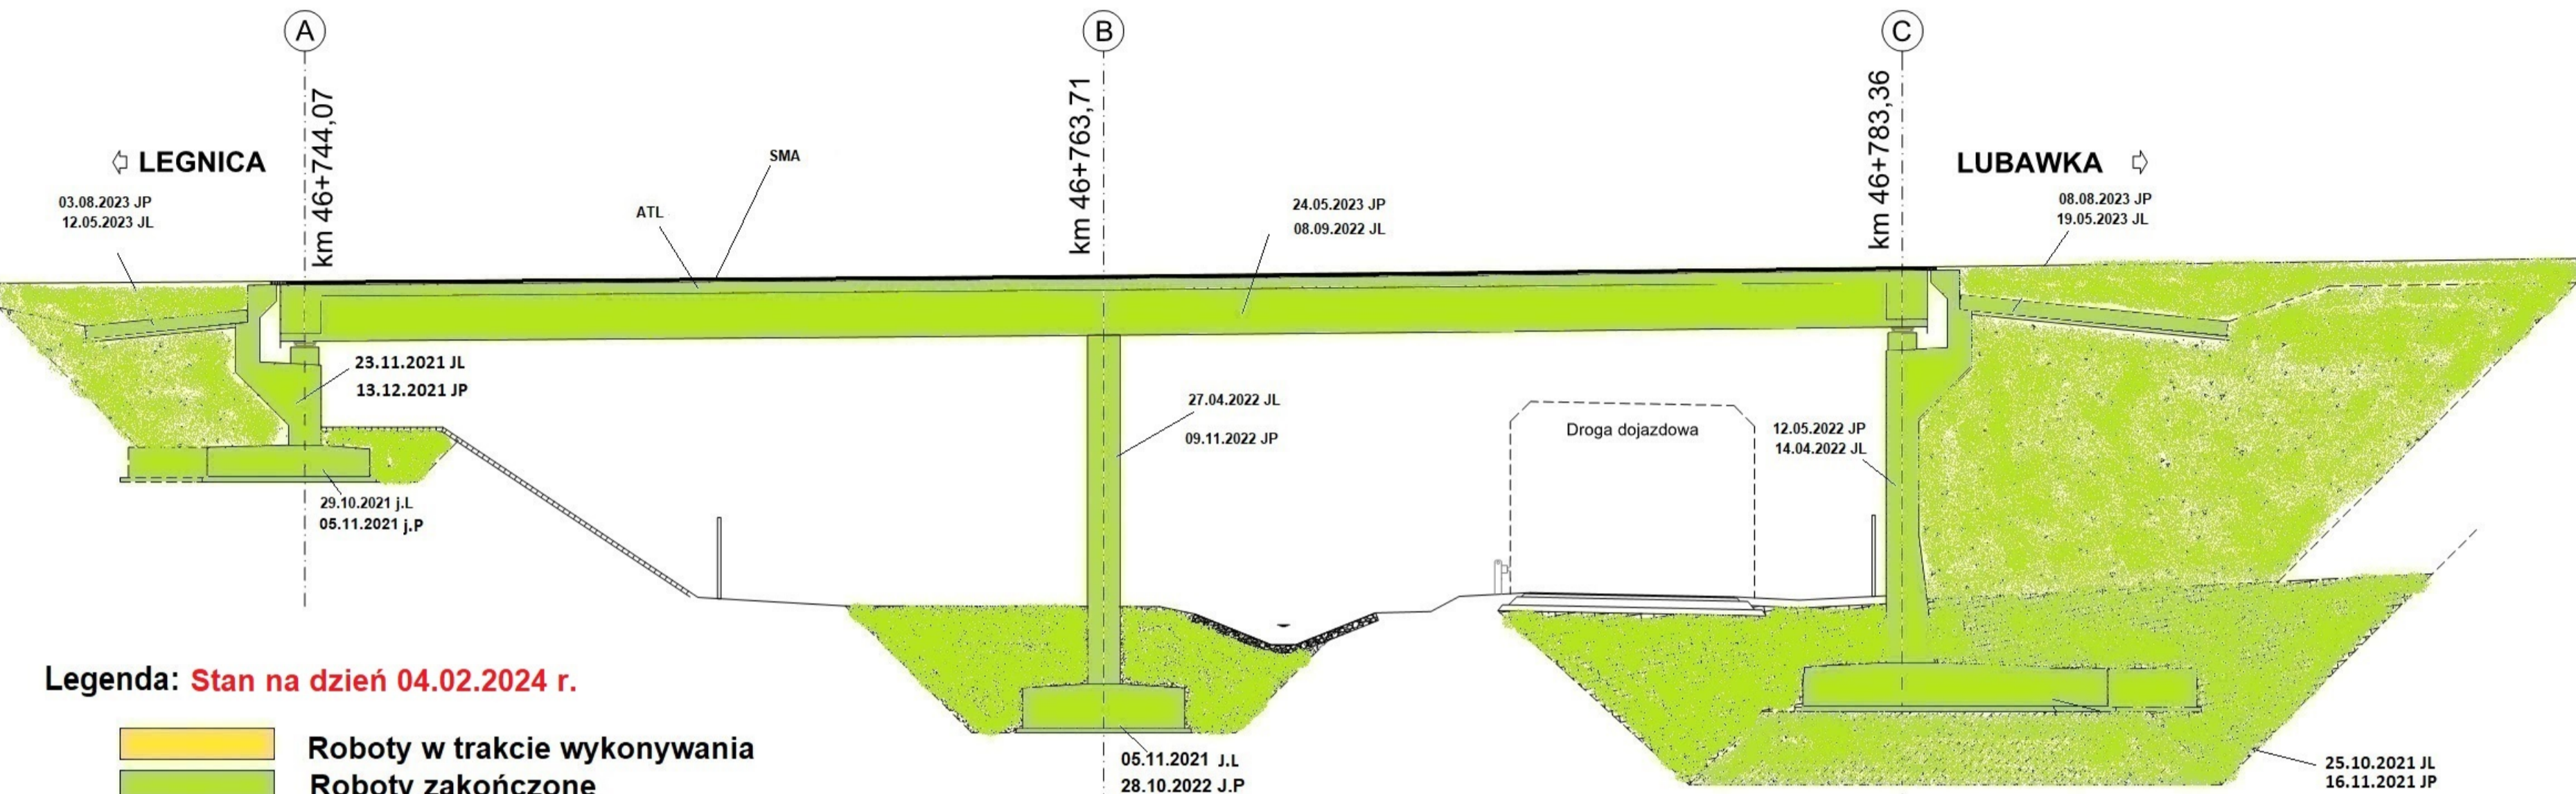 A
B
C
km 46+744,07
km 46+763,71
km 46+783,36
LEGNICA
LUBAWKA
03.08.2023 JP
12.05.2023 JL
SMA
ATL
24.05.2023 JP
08.09.2022 JL
08.08.2023 JP
19.05.2023 JL
23.11.2021 JL
13.12.2021 JP
27.04.2022 JL
09.11.2022 JP
Droga dojazdowa
12.05.2022 JP
14.04.2022 JL
29.10.2021 j.L
05.11.2021 j.P
Legenda: Stan na dzień 04.02.2024 r.
Roboty w trakcie wykonywania
Roboty zakończone
05.11.2021 J.L
28.10.2022 J.P
25.10.2021 JL
16.11.2021 JP